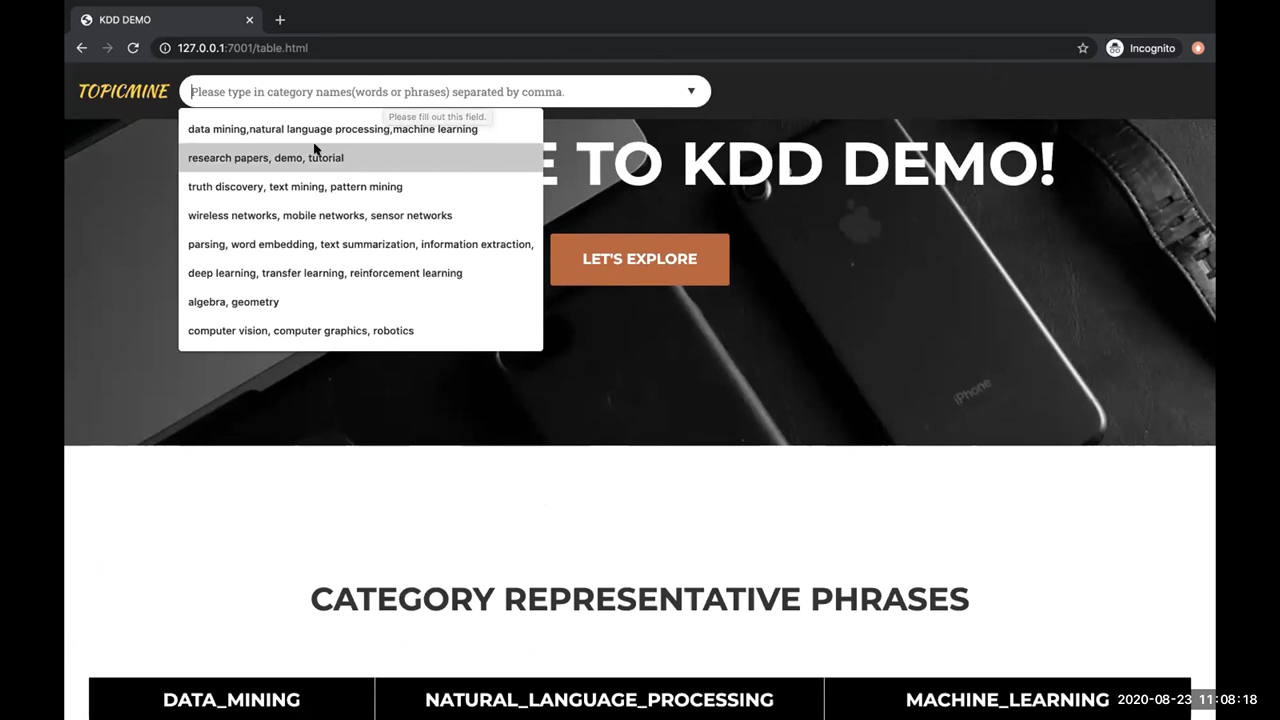 KDD DEMO
127.0.0.1:7001/table.html
Incognito
TOPICMINE
Please type in category names(words or phrases) separated by comma.
Please fill out this field.
data mining,natural language processing,machine learning
research papers, demo, tutorial
truth discovery, text mining, pattern mining
wireless networks, mobile networks, sensor networks
parsing, word embedding, text summarization, information extraction,
deep learning, transfer learning, reinforcement learning
algebra, geometry
computer vision, computer graphics, robotics
E TO KDD DEMO!
LET'S EXPLORE
iPhone
CATEGORY REPRESENTATIVE PHRASES
DATA_MINING
NATURAL_LANGUAGE_PROCESSING
MACHINE_LEARNING
2020-08-23 11:08:18